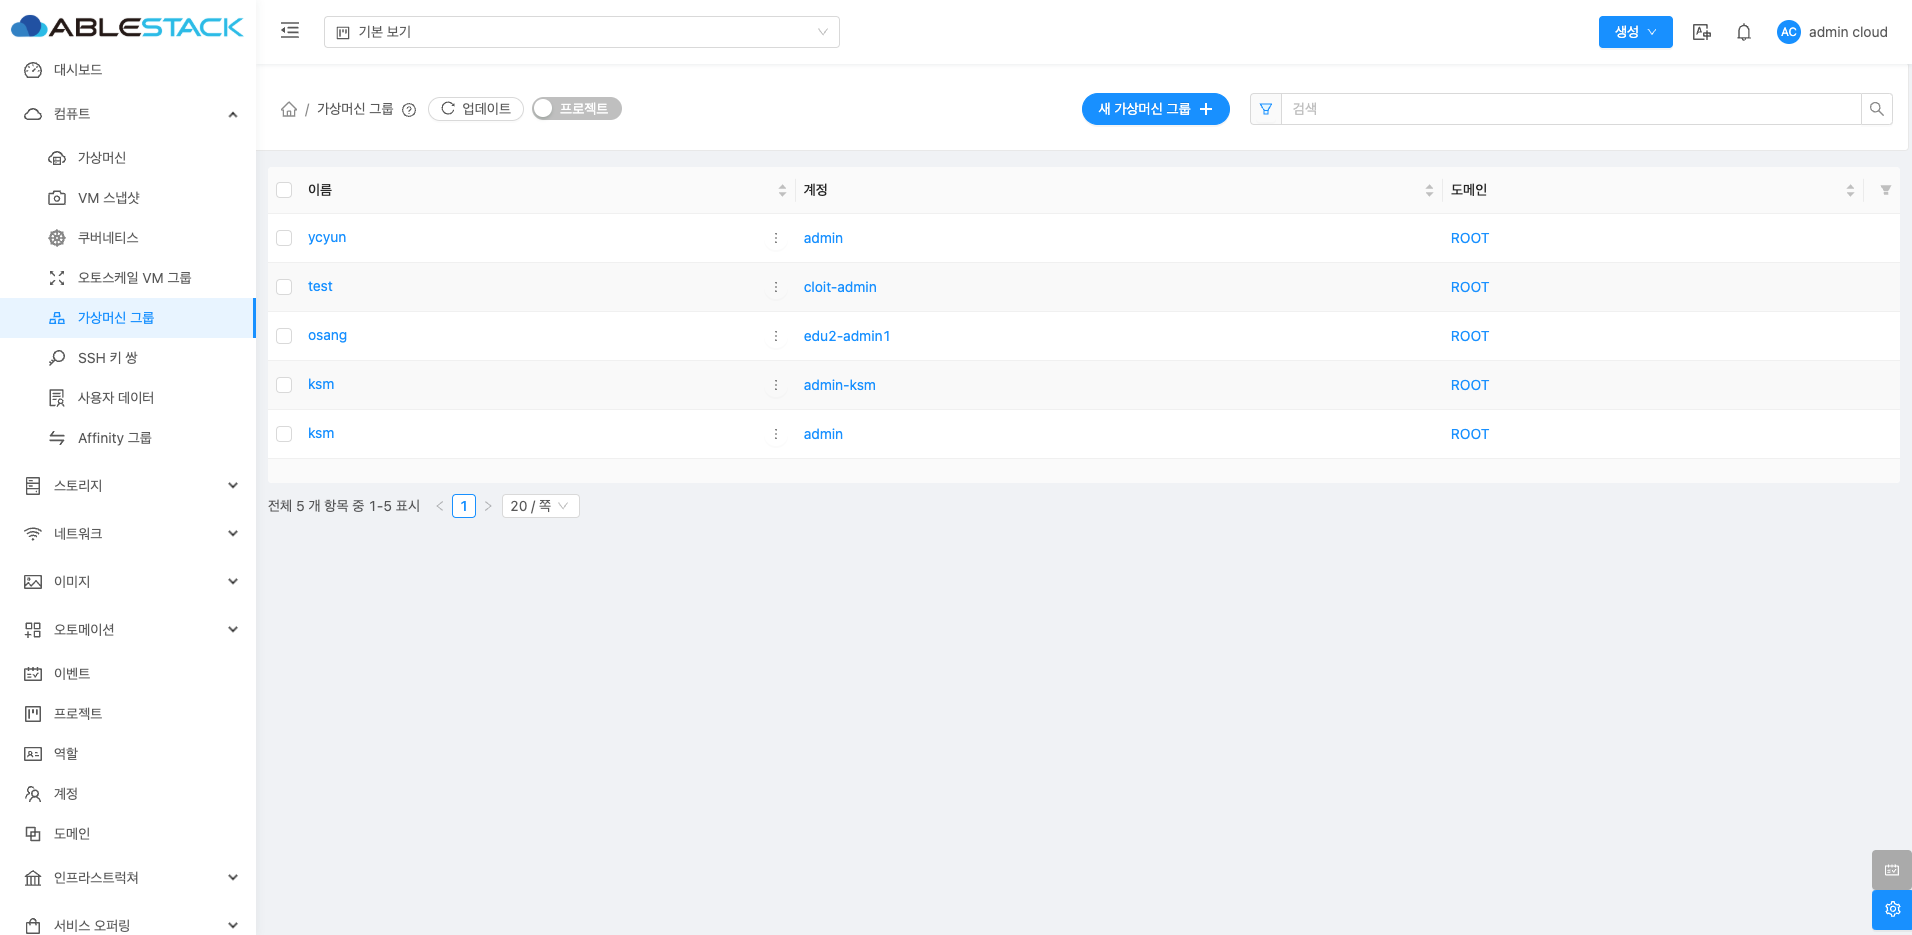 ABLESTACK
기본 보기
생성
AC admin cloud
대시보드
컴퓨트
가상머신
VM 스냅샷
쿠버네티스
오토스케일 VM 그룹
가상머신 그룹
SSH 키 쌍
사용자 데이터
Affinity 그룹
스토리지
네트워크
이미지
오토메이션
이벤트
프로젝트
역할
계정
도메인
인프라스트럭쳐
서비스 오퍼링
/ 가상머신 그룹 업데이트 프로젝트
새 가상머신 그룹 +
검색
이름 계정 도메인
ycyun admin ROOT
test cloit-admin ROOT
osang edu2-admin1 ROOT
ksm admin-ksm ROOT
ksm admin ROOT
전체 5 개 항목 중 1-5 표시 < 1 > 20 / 쪽